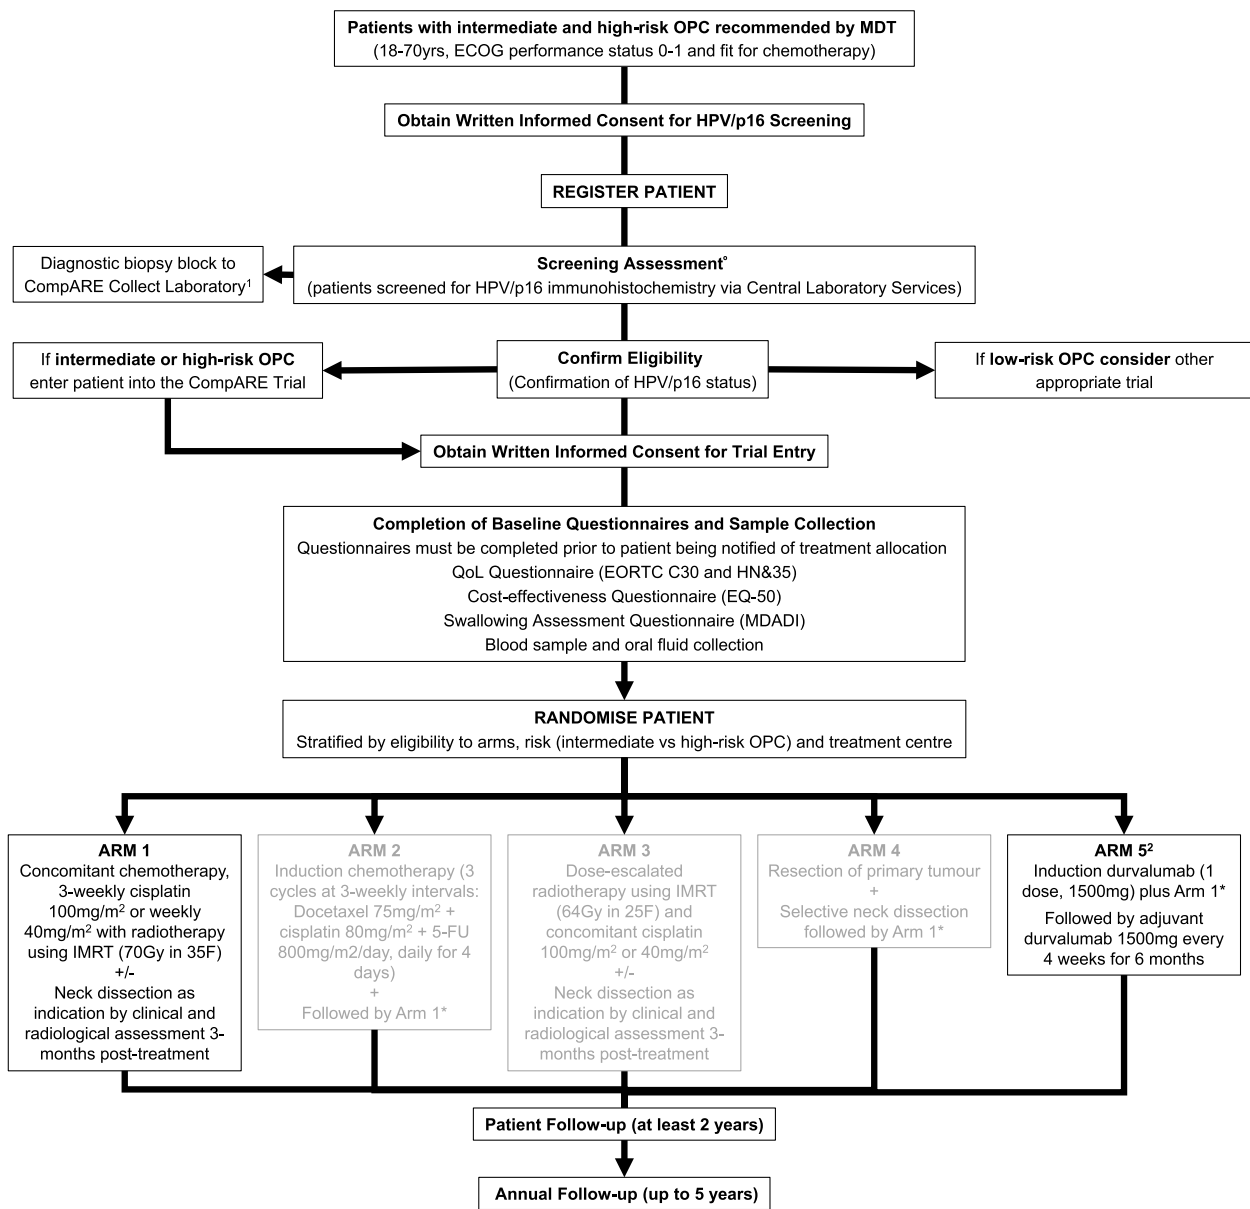 Patients with intermediate and high-risk OPC recommended by MDT
(18-70yrs, ECOG performance status 0-1 and fit for chemotherapy)
Obtain Written Informed Consent for HPV/p16 Screening
REGISTER PATIENT
Diagnostic biopsy block to
CompARE Collect Laboratory¹
Screening Assessment°
(patients screened for HPV/p16 immunohistochemistry via Central Laboratory Services)
If intermediate or high-risk OPC
enter patient into the CompARE Trial
Confirm Eligibility
(Confirmation of HPV/p16 status)
If low-risk OPC consider other
appropriate trial
Obtain Written Informed Consent for Trial Entry
Completion of Baseline Questionnaires and Sample Collection
Questionnaires must be completed prior to patient being notified of treatment allocation
QoL Questionnaire (EORTC C30 and HN&35)
Cost-effectiveness Questionnaire (EQ-50)
Swallowing Assessment Questionnaire (MDADI)
Blood sample and oral fluid collection
RANDOMISE PATIENT
Stratified by eligibility to arms, risk (intermediate vs high-risk OPC) and treatment centre
ARM 1
Concomitant chemotherapy,
3-weekly cisplatin
100mg/m² or weekly
40mg/m² with radiotherapy
using IMRT (70Gy in 35F)
+/-
Neck dissection as
indication by clinical and
radiological assessment 3-
months post-treatment
ARM 2
Induction chemotherapy (3
cycles at 3-weekly intervals:
Docetaxel 75mg/m² +
cisplatin 80mg/m² + 5-FU
800mg/m2/day, daily for 4
days)
+
Followed by Arm 1*
ARM 3
Dose-escalated
radiotherapy using IMRT
(64Gy in 25F) and
concomitant cisplatin
100mg/m² or 40mg/m²
+/-
Neck dissection as
indication by clinical and
radiological assessment 3-
months post-treatment
ARM 4
Resection of primary tumour
+
Selective neck dissection
followed by Arm 1*
ARM 5²
Induction durvalumab (1
dose, 1500mg) plus Arm 1*
Followed by adjuvant
durvalumab 1500mg every
4 weeks for 6 months
Patient Follow-up (at least 2 years)
Annual Follow-up (up to 5 years)